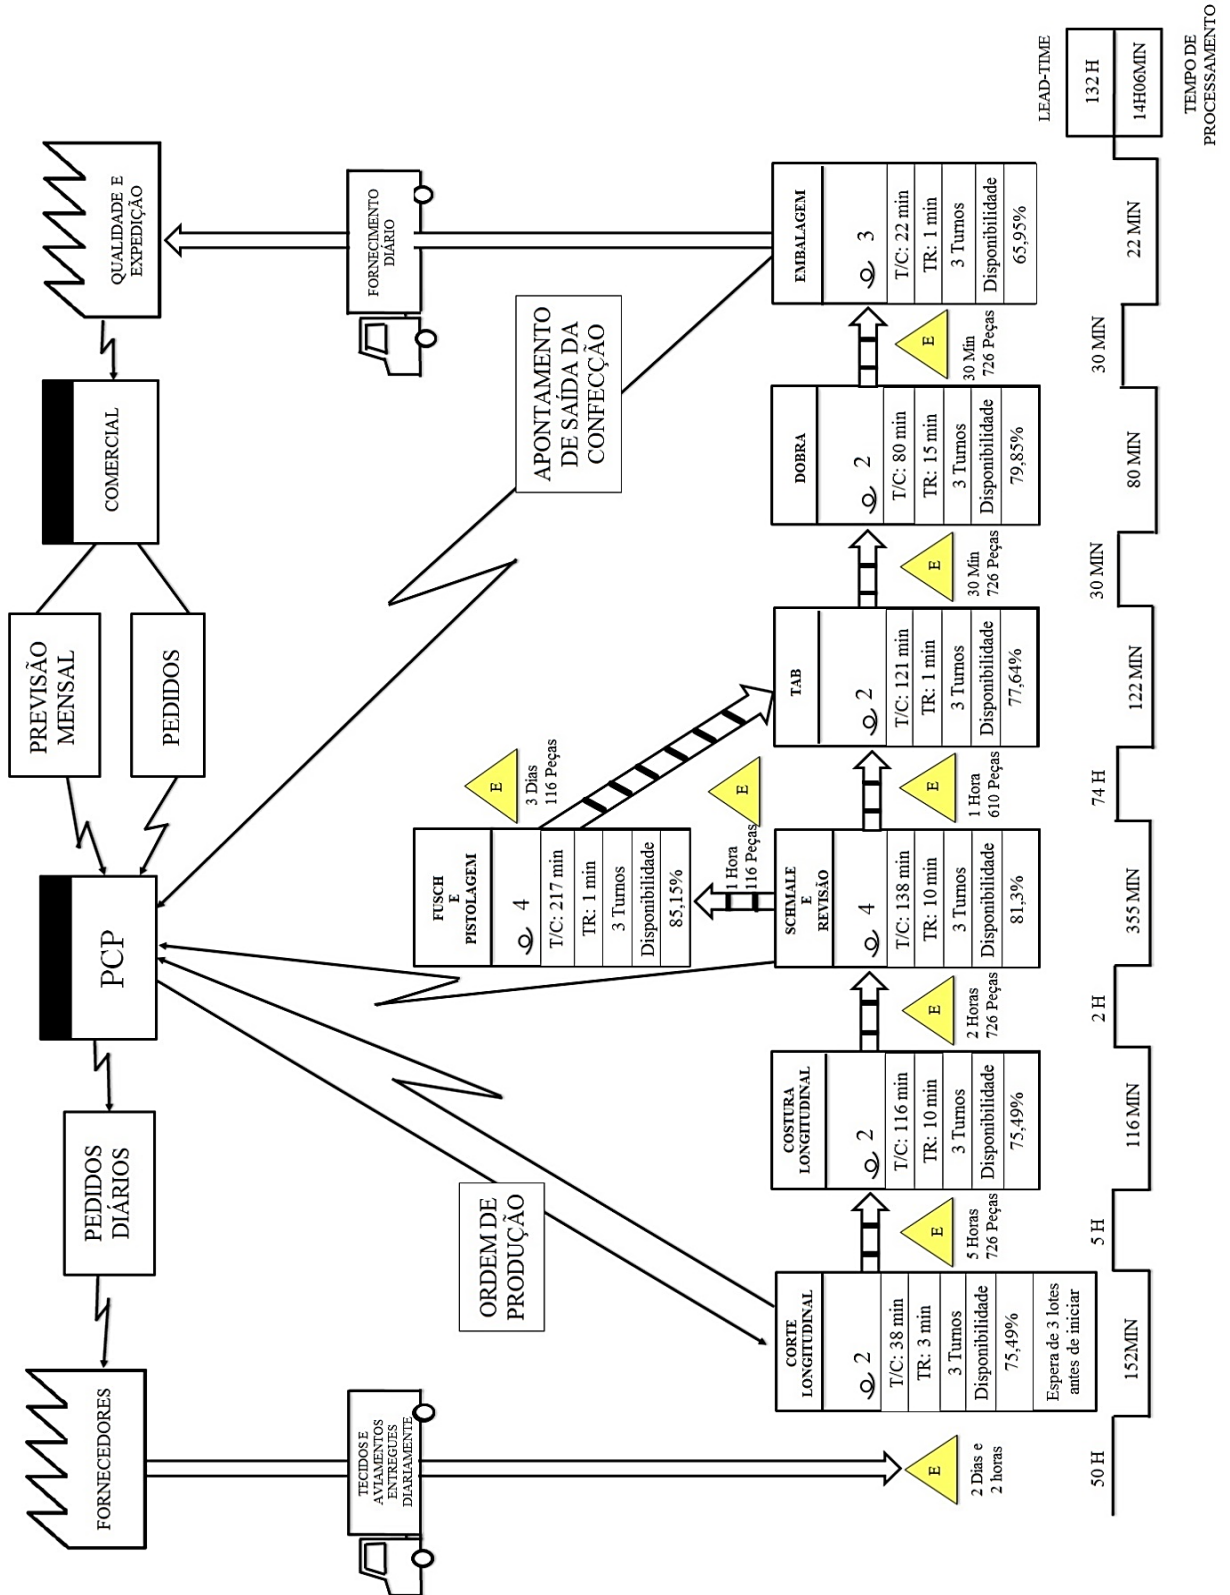 FORNECEDORES
PEDIDOS
DIÁRIOS
PCP
PREVISÃO
MENSAL
PEDIDOS
COMERCIAL
QUALIDADE E
EXPEDIÇÃO
TECIDOS E
AVIAMENTOS
ENTREGUES
DIARIAMENTE
ORDEM DE
PRODUÇÃO
APONTAMENTO
DE SAÍDA DA
CONFECÇÃO
FORNECIMENTO
DIÁRIO
FUSCH
E
PISTOLAGEM
4
T/C: 217 min
TR: 1 min
3 Turnos
Disponibilidade
85,15%
E
3 Dias
116 Peças
1 Hora
116 Peças
E
E
2 Dias e
2 horas
CORTE
LONGITUDINAL
2
T/C: 38 min
TR: 3 min
3 Turnos
Disponibilidade
75,49%
Espera de 3 lotes
antes de iniciar
E
5 Horas
726 Peças
COSTURA
LONGITUDINAL
2
T/C: 116 min
TR: 10 min
3 Turnos
Disponibilidade
75,49%
E
2 Horas
726 Peças
SCHMALE
E
REVISÃO
4
T/C: 138 min
TR: 10 min
3 Turnos
Disponibilidade
81,3%
E
1 Hora
610 Peças
TAB
2
T/C: 121 min
TR: 1 min
3 Turnos
Disponibilidade
77,64%
E
30 Min
726 Peças
DOBRA
2
T/C: 80 min
TR: 15 min
3 Turnos
Disponibilidade
79,85%
E
30 Min
726 Peças
EMBALAGEM
3
T/C: 22 min
TR: 1 min
3 Turnos
Disponibilidade
65,95%
50 H
152MIN
5 H
116 MIN
2 H
355 MIN
74 H
122 MIN
30 MIN
80 MIN
30 MIN
22 MIN
LEAD-TIME
132 H
14H06MIN
TEMPO DE
PROCESSAMENTO